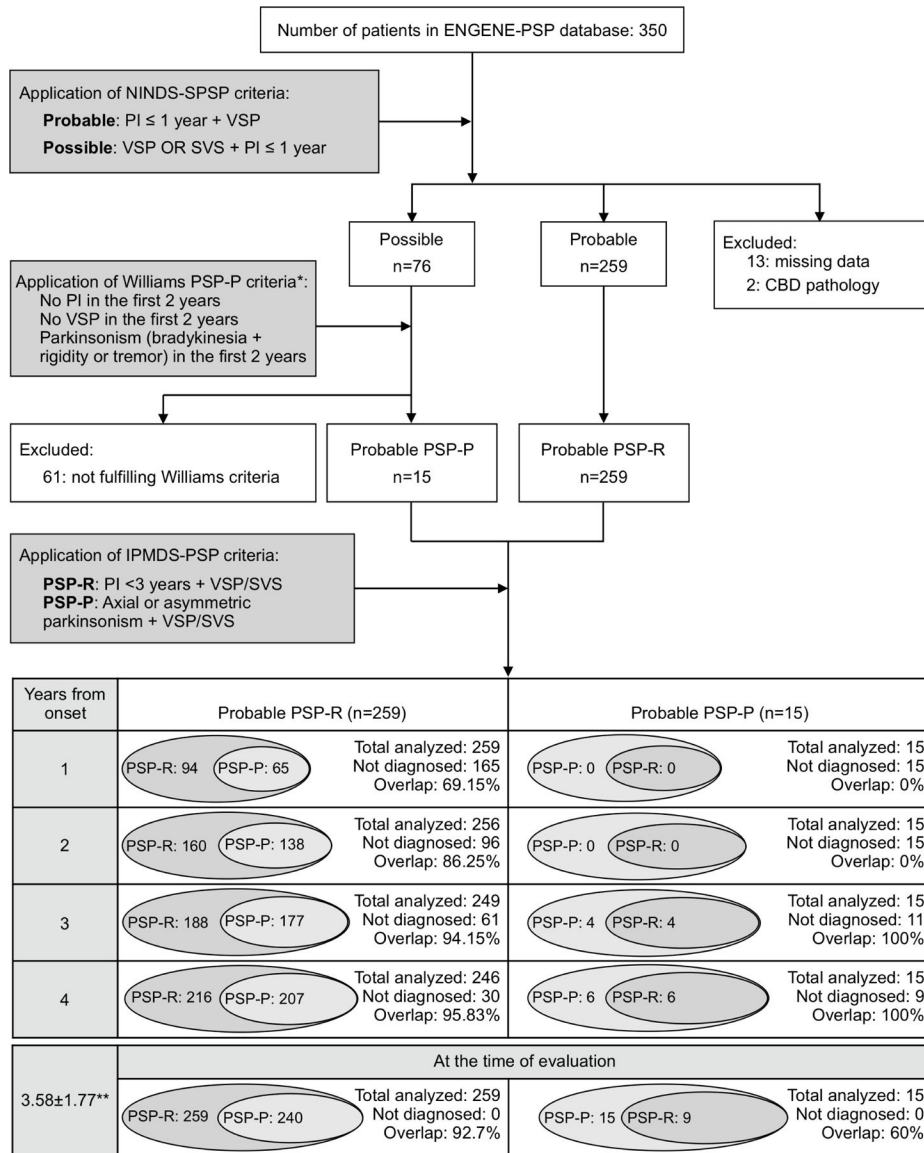 Number of patients in ENGENE-PSP database: 350
Application of NINDS-SPSP criteria:
Probable: PI ≤ 1 year + VSP
Possible: VSP OR SVS + PI ≤ 1 year
Possible
n=76
Probable
n=259
Excluded:
13: missing data
2: CBD pathology
Application of Williams PSP-P criteria*:
No PI in the first 2 years
No VSP in the first 2 years
Parkinsonism (bradykinesia +
rigidity or tremor) in the first 2 years
Excluded:
61: not fulfilling Williams criteria
Probable PSP-P
n=15
Probable PSP-R
n=259
Application of IPMDS-PSP criteria:
PSP-R: PI <3 years + VSP/SVS
PSP-P: Axial or asymmetric
parkinsonism + VSP/SVS
Years from
onset
Probable PSP-R (n=259)
Probable PSP-P (n=15)
1
PSP-R: 94
PSP-P: 65
Total analyzed: 259
Not diagnosed: 165
Overlap: 69.15%
PSP-P: 0
PSP-R: 0
Total analyzed: 15
Not diagnosed: 15
Overlap: 0%
2
PSP-R: 160
PSP-P: 138
Total analyzed: 256
Not diagnosed: 96
Overlap: 86.25%
PSP-P: 0
PSP-R: 0
Total analyzed: 15
Not diagnosed: 15
Overlap: 0%
3
PSP-R: 188
PSP-P: 177
Total analyzed: 249
Not diagnosed: 61
Overlap: 94.15%
PSP-P: 4
PSP-R: 4
Total analyzed: 15
Not diagnosed: 11
Overlap: 100%
4
PSP-R: 216
PSP-P: 207
Total analyzed: 246
Not diagnosed: 30
Overlap: 95.83%
PSP-P: 6
PSP-R: 6
Total analyzed: 15
Not diagnosed: 9
Overlap: 100%
At the time of evaluation
3.58±1.77**
PSP-R: 259
PSP-P: 240
Total analyzed: 259
Not diagnosed: 0
Overlap: 92.7%
PSP-P: 15
PSP-R: 9
Total analyzed: 15
Not diagnosed: 0
Overlap: 60%